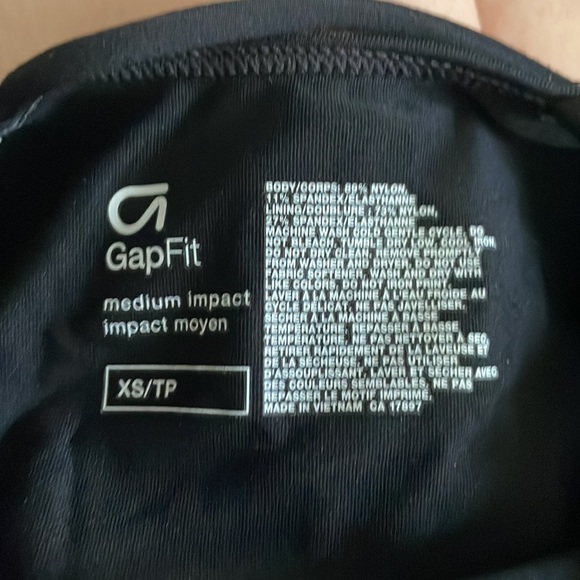 GapFit
medium impact
impact moyen
XS/TP
BODY/CORPS: 89% NYLON,
11% SPANDEX/ELASTHANNE
LINING/DOUBLURE: 73% NYLON,
27% SPANDEX/ELASTHANNE
MACHINE WASH COLD CYCLE, DO
NOT BLEACH, TUMBLE DRY LOW, COOL IRON,
DO NOT DRY CLEAN, REMOVE PROMPTLY
FROM WASHER AND DRYER, DO NOT USE
FABRIC SOFTENER, WASH AND DRY WITH
LIKE COLORS, DO NOT IRON PRINT
LAVER À LA MACHINE À L'EAU FROIDE AU
CYCLE DÉLICAT, NE PAS JAVELLISER
SÉCHER À LA MACHINE À BASSE
TEMPÉRATURE, REPASSER À BASSE
TEMPÉRATURE, NE PAS NETTOYER À SEC,
RETIRER RAPIDEMENT DE LA LAVEUSE ET
DE LA SÉCHEUSE, NE PAS UTILISER
D'ASSOUPLISSANT, LAVER ET SÉCHER AVEC
DES COULEURS SEMBLABLES, NE PAS
REPASSER LE MOTIF IMPRIMÉ.
MADE IN VIETNAM CA 17897